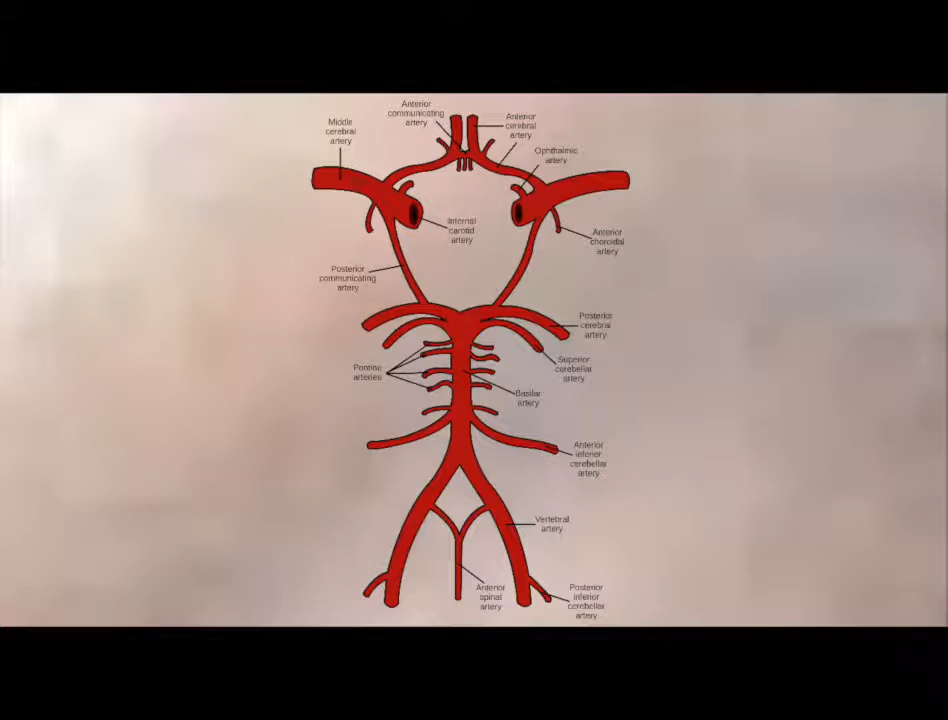 Anterior
communicating
artery
Middle
cerebral
artery
Anterior
cerebral
artery
Ophthalmic
artery
Internal
carotid
artery
Anterior
choroidal
artery
Posterior
communicating
artery
Posterior
cerebral
artery
Pontine
arteries
Superior
cerebellar
artery
Basilar
artery
Anterior
inferior
cerebellar
artery
Vertebral
artery
Anterior
spinal
artery
Posterior
inferior
cerebellar
artery